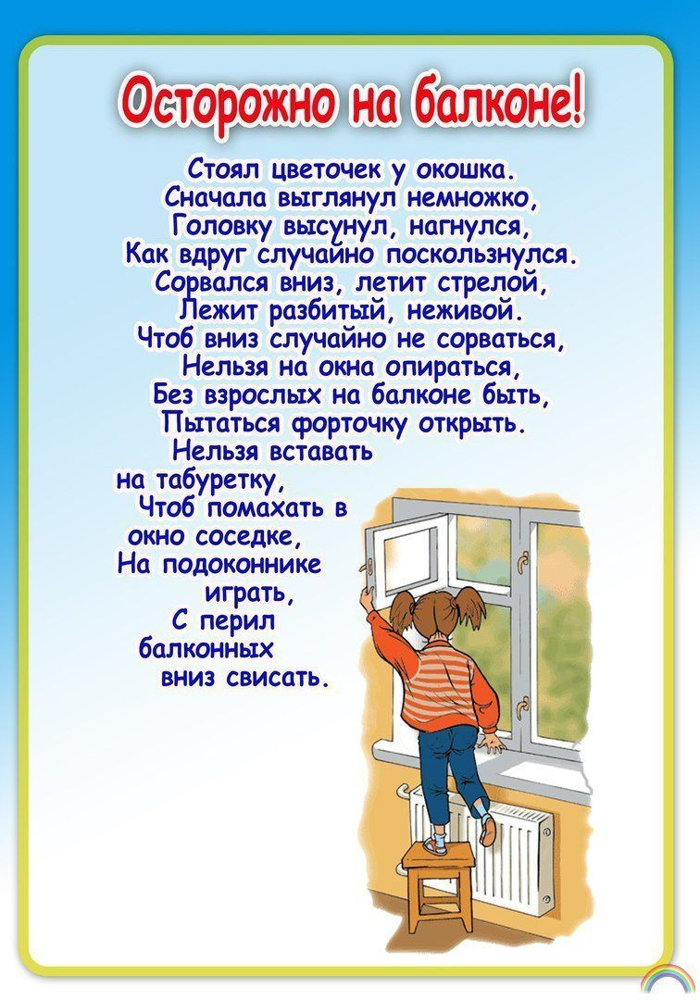 Осторожно на балконе!
Стоял цветочек у окошка.
Сначала выглянул немножко,
Головку высунул, нагнулся,
Как вдруг случайно поскользнулся.
Сорвался вниз, летит стрелой,
Лежит разбитый, неживой.
Чтоб вниз случайно не сорваться,
Нельзя на окна опираться,
Без взрослых на балконе быть,
Пытаться форточку открыть.
Нельзя вставать
на табуретку,
Чтоб помахать в
окно соседке,
На подоконнике
играть,
С перил
балконных
вниз свисать.